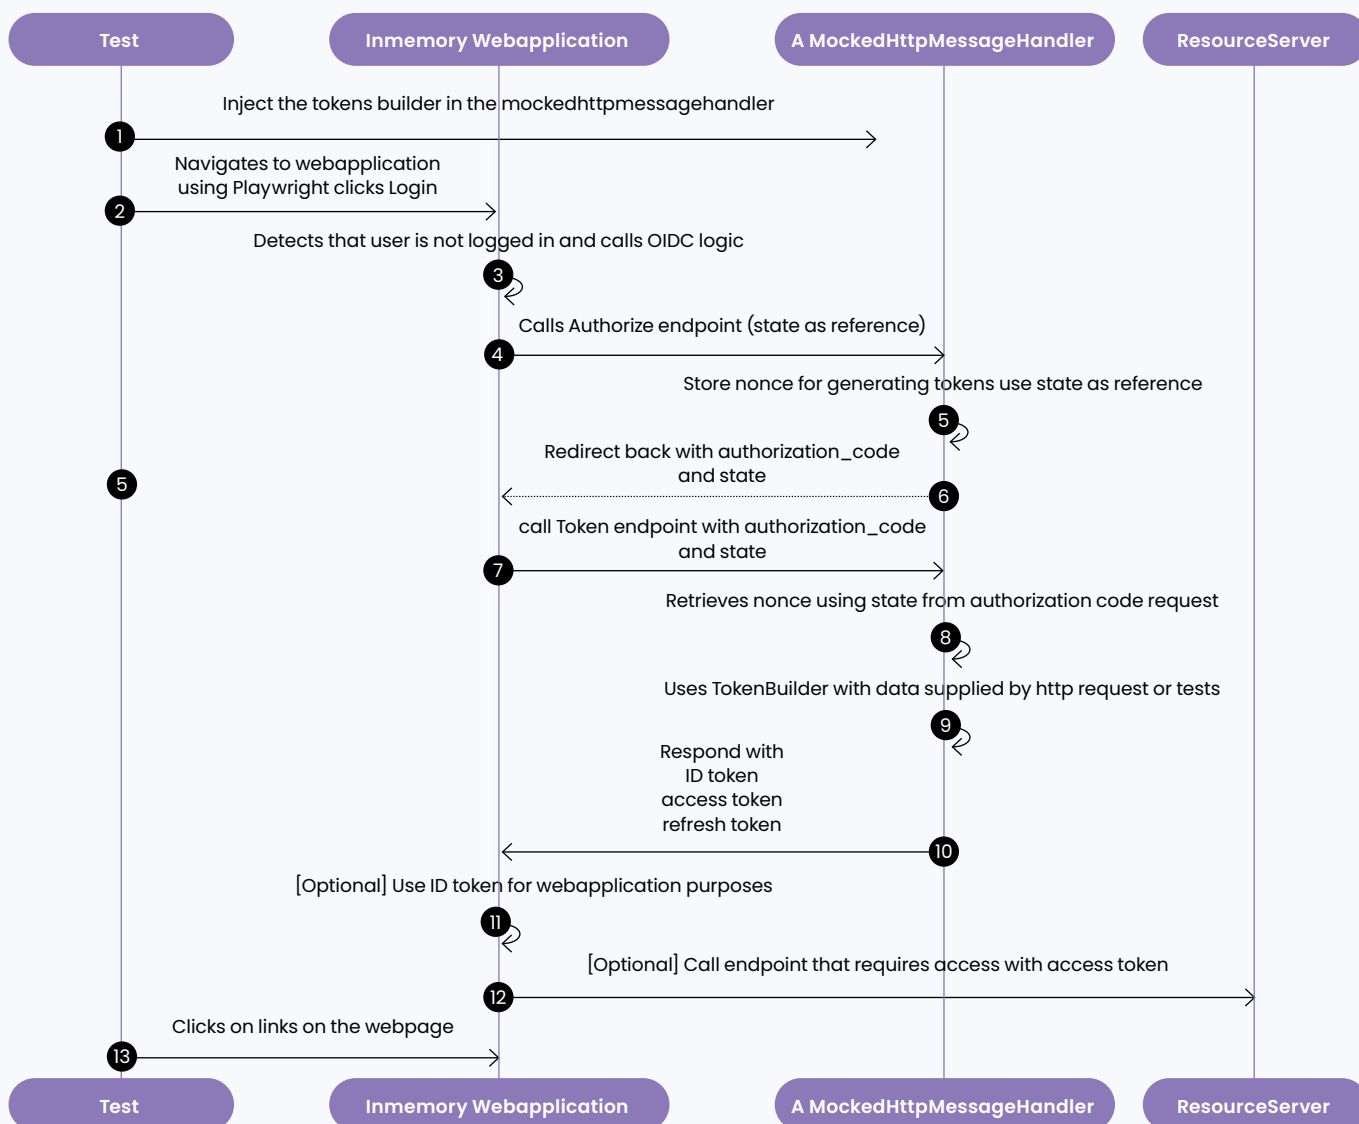 Test
Inmemory Webapplication
A MockedHttpMessageHandler
ResourceServer
Inject the tokens builder in the mockedhttpmessagehandler
1
Navigates to webapplication
using Playwright clicks Login
2
Detects that user is not logged in and calls OIDC logic
3
Calls Authorize endpoint (state as reference)
4
Store nonce for generating tokens use state as reference
5
Redirect back with authorization_code
and state
5
6
call Token endpoint with authorization_code
and state
7
Retrieves nonce using state from authorization code request
8
Uses TokenBuilder with data supplied by http request or tests
9
Respond with
ID token
access token
refresh token
10
[Optional] Use ID token for webapplication purposes
11
[Optional] Call endpoint that requires access with access token
12
Clicks on links on the webpage
13
Test
Inmemory Webapplication
A MockedHttpMessageHandler
ResourceServer